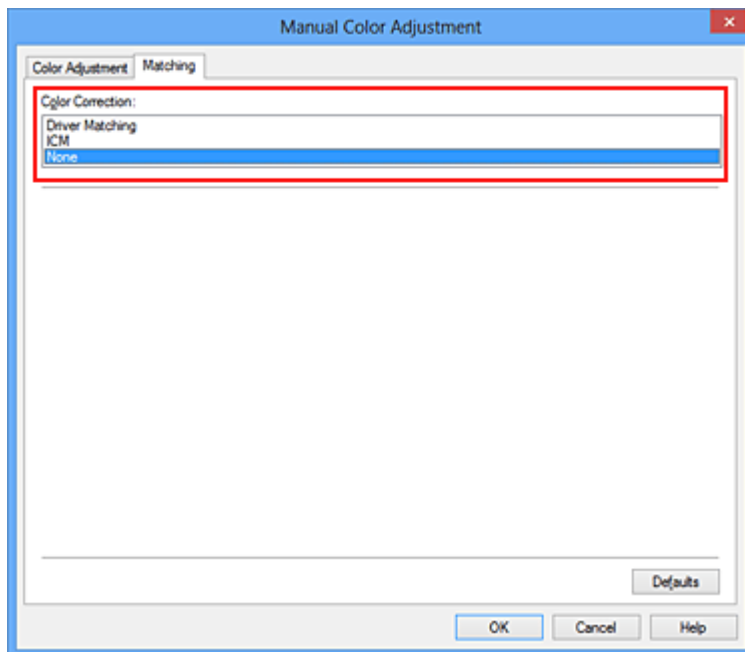 Manual Color Adjustment
Color Adjustment Matching
Color Correction:
Driver Matching
ICM
None
Defaults
OK Cancel Help